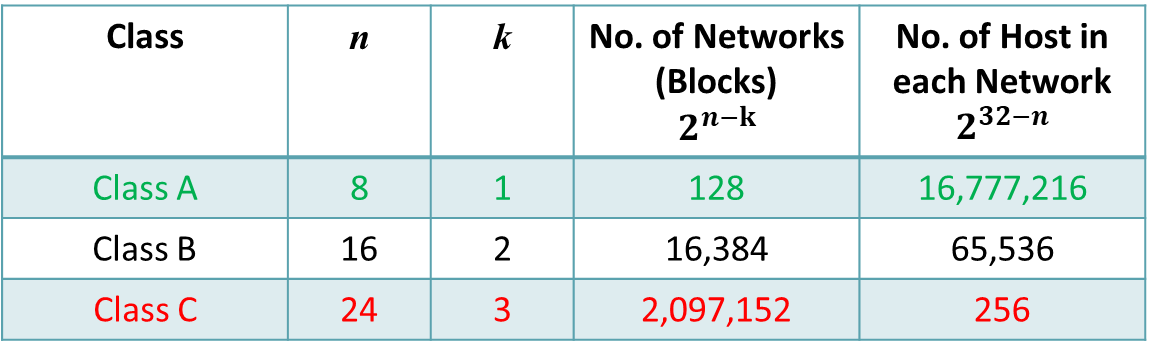 Class n k No. of Networks (Blocks) 2^{n−k} No. of Host in each Network 2^{32−n}
Class A 8 1 128 16,777,216
Class B 16 2 16,384 65,536
Class C 24 3 2,097,152 256